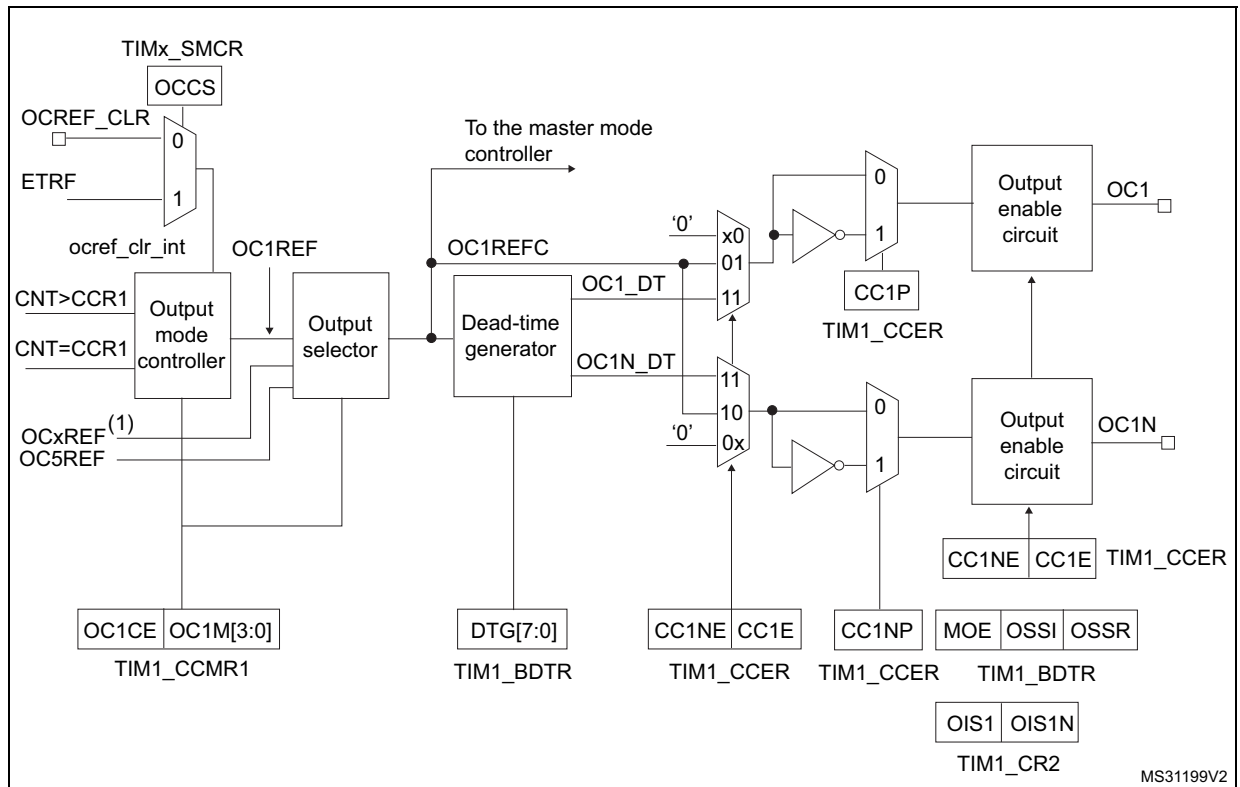 TIMx_SMCR
OCCS
OCREF_CLR
0
ETRF
1
ocref_clr_int
To the master mode
controller
OC1REF
CNT>CCR1
CNT=CCR1
Output
mode
controller
Output
selector
OCxREF(1)
OC5REF
OC1REFC
Dead-time
generator
OC1_DT
OC1N_DT
'0'
x0
01
11
11
10
'0'
0x
0
1
CC1P
TIM1_CCER
0
1
Output
enable
circuit
OC1
Output
enable
circuit
OC1N
CC1NE
CC1E
TIM1_CCER
OC1CE
OC1M[3:0]
TIM1_CCMR1
DTG[7:0]
TIM1_BDTR
CC1NE
CC1E
TIM1_CCER
CC1NP
TIM1_CCER
MOE
OSSI
OSSR
TIM1_BDTR
OIS1
OIS1N
TIM1_CR2
MS31199V2